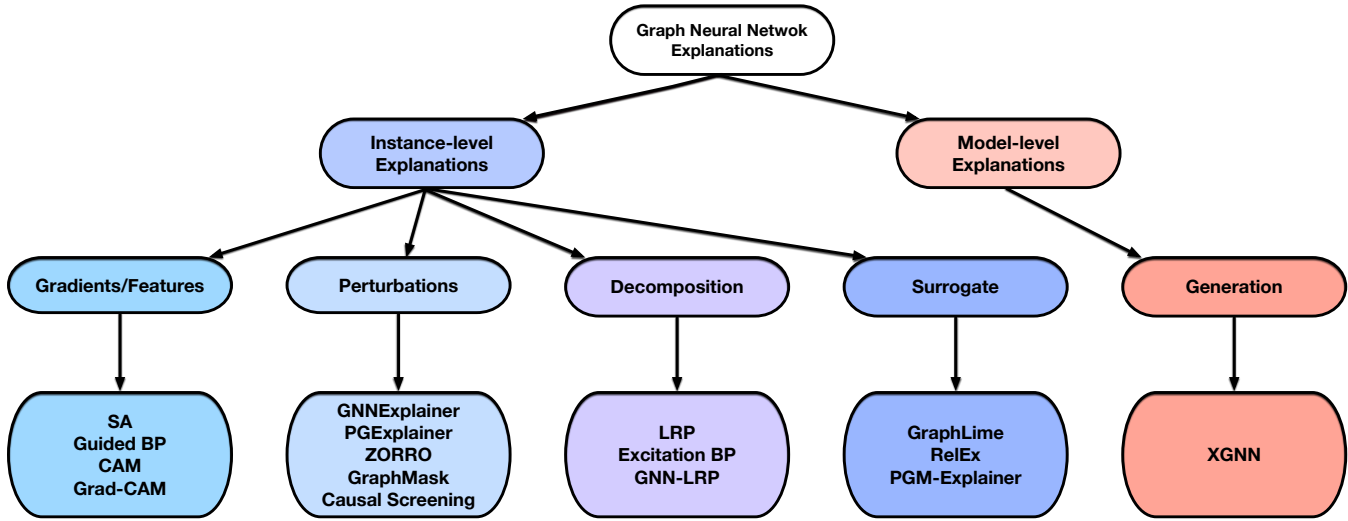 Graph Neural Netwok
Explanations
Instance-level
Explanations
Model-level
Explanations
Gradients/Features
Perturbations
Decomposition
Surrogate
Generation
SA
Guided BP
CAM
Grad-CAM
GNNExplainer
PGExplainer
ZORRO
GraphMask
Causal Screening
LRP
Excitation BP
GNN-LRP
GraphLime
RelEx
PGM-Explainer
XGNN